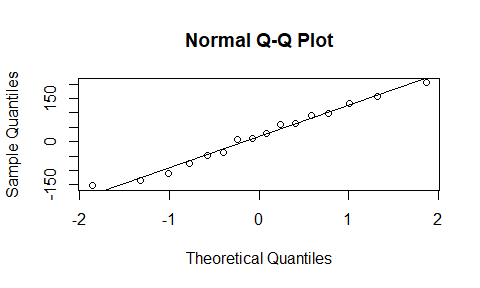 Normal Q-Q Plot
Sample Quantiles
150
0
-150
-2 -1 0 1 2
Theoretical Quantiles